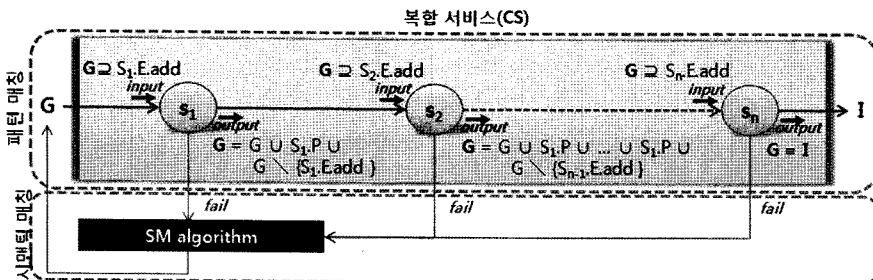 복합 서비스(CS)
패턴 매칭
G ⊇ S₁.E.add
G ⊇ S₂.E.add
G ⊇ Sₙ.E.add
input
input
input
G
S₁
S₂
Sₙ
I
output
output
output
G = G ∪ S₁.P ∪
G \ {S₁.E.add }
G = G ∪ S₁.P ∪ ... ∪ S₁.P ∪
G \ {Sₙ₋₁.E.add }
G = I
시맨틱 매칭
fail
fail
fail
SM algorithm